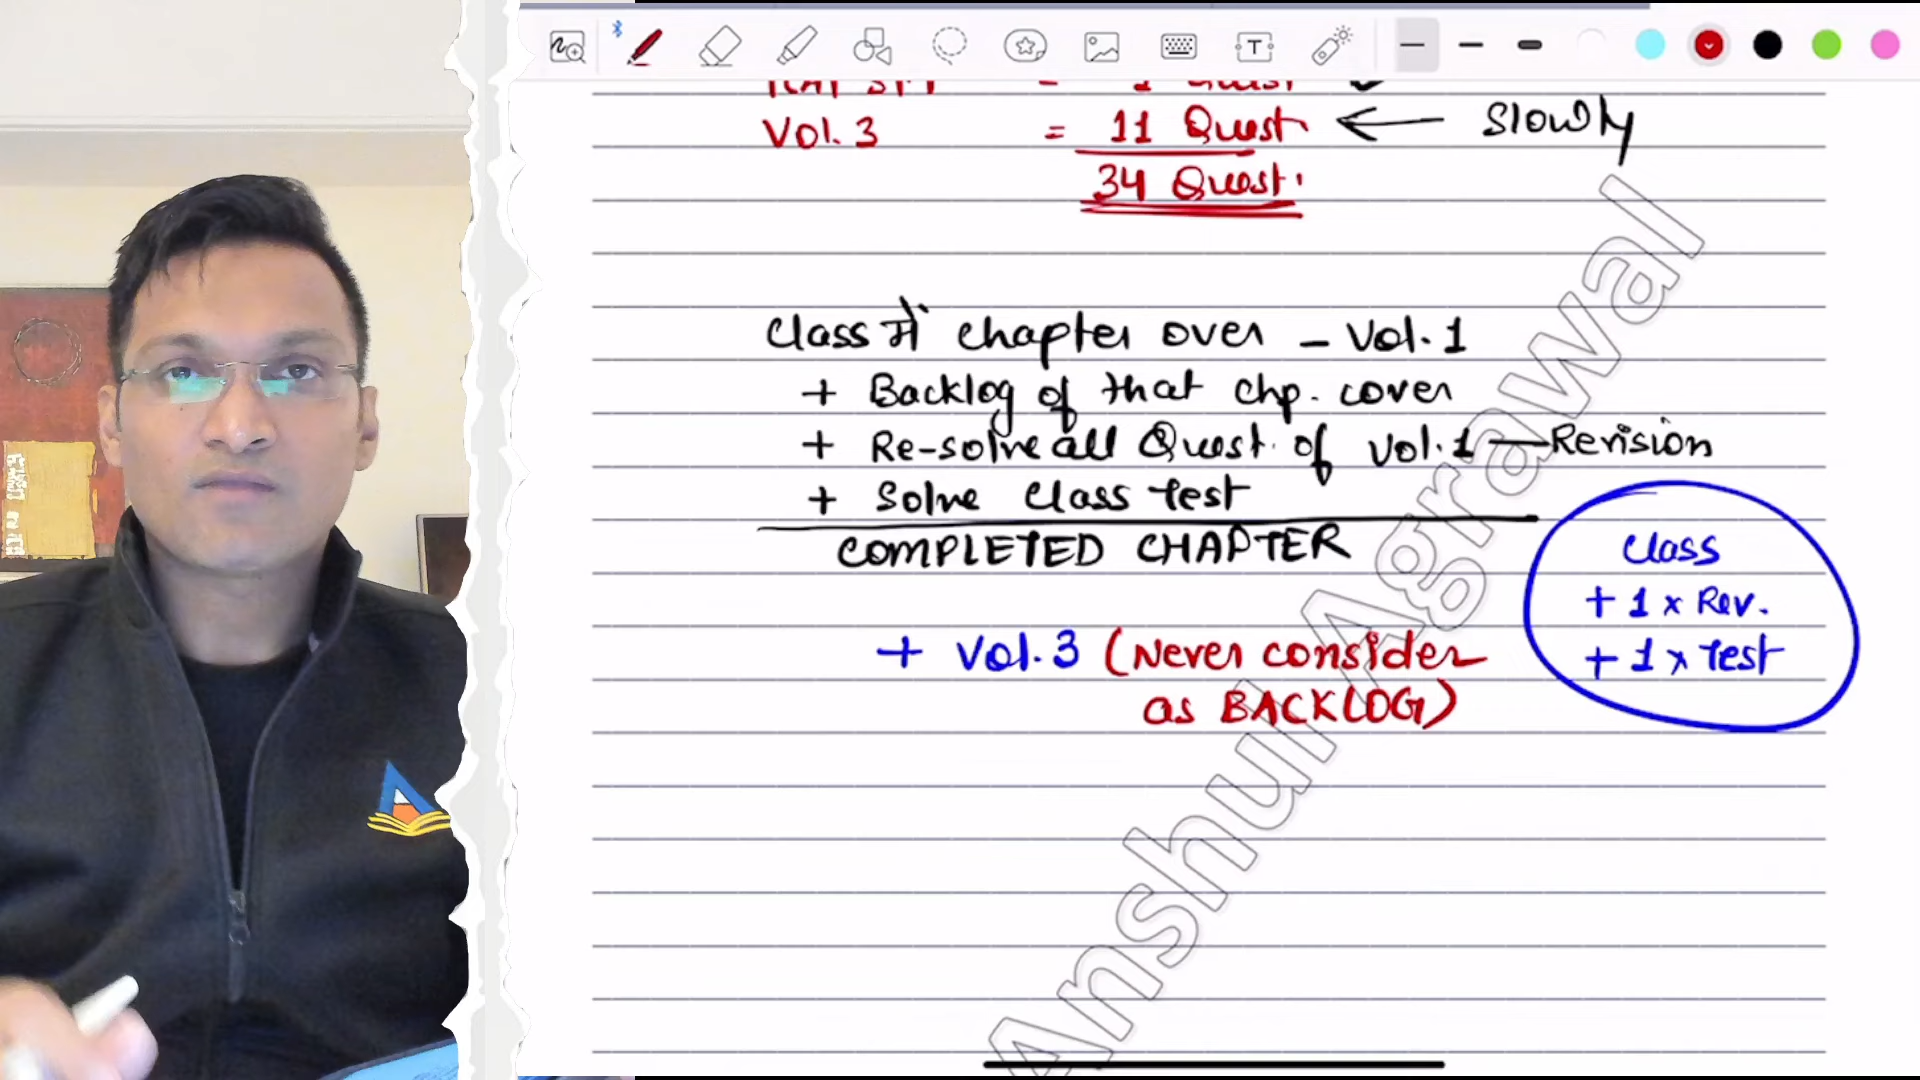 = 1 Quest
Vol. 3 = 11 Quest. ← Slowly
34 Quest.
Class में Chapter over - Vol. 1
+ Backlog of that Chp. cover
+ Re-solve all Quest. of Vol. 1 — Revision
+ Solve Class Test
COMPLETED CHAPTER
Class
+ 1 x Rev.
+ 1 x Test
+ Vol. 3 (Never consider
as BACKLOG)
Anshul Agrawal
T